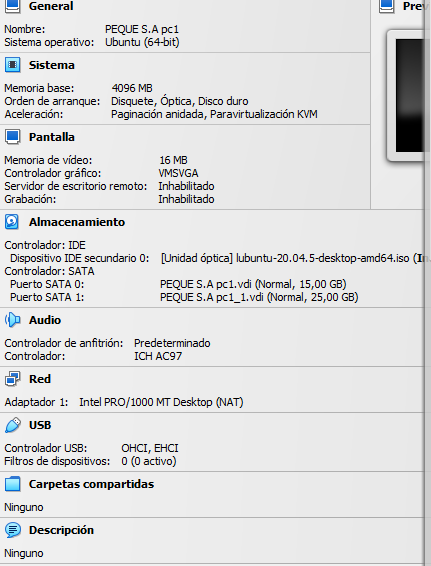 General
Prev
Nombre: PEQUE S.A pc1
Sistema operativo: Ubuntu (64-bit)
Sistema
Memoria base: 4096 MB
Orden de arranque: Disquete, Óptica, Disco duro
Aceleración: Paginación anidada, Paravirtualización KVM
Pantalla
Memoria de vídeo: 16 MB
Controlador gráfico: VMSVGA
Servidor de escritorio remoto: Inhabilitado
Grabación: Inhabilitado
Almacenamiento
Controlador: IDE
Dispositivo IDE secundario 0: [Unidad óptica] lubuntu-20.04.5-desktop-amd64.iso (In
Controlador: SATA
Puerto SATA 0: PEQUE S.A pc1.vdi (Normal, 15,00 GB)
Puerto SATA 1: PEQUE S.A pc1_1.vdi (Normal, 25,00 GB)
Audio
Controlador de anfitrión: Predeterminado
Controlador: ICH AC97
Red
Adaptador 1: Intel PRO/1000 MT Desktop (NAT)
USB
Controlador USB: OHCI, EHCI
Filtros de dispositivos: 0 (0 activo)
Carpetas compartidas
Ninguno
Descripción
Ninguno